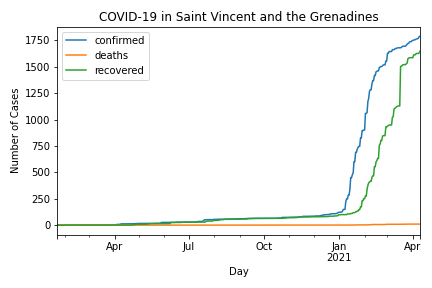 COVID-19 in Saint Vincent and the Grenadines
confirmed
deaths
recovered
Number of Cases
1750
1500
1250
1000
750
500
250
0
Apr
Jul
Oct
Jan
2021
Apr
Day